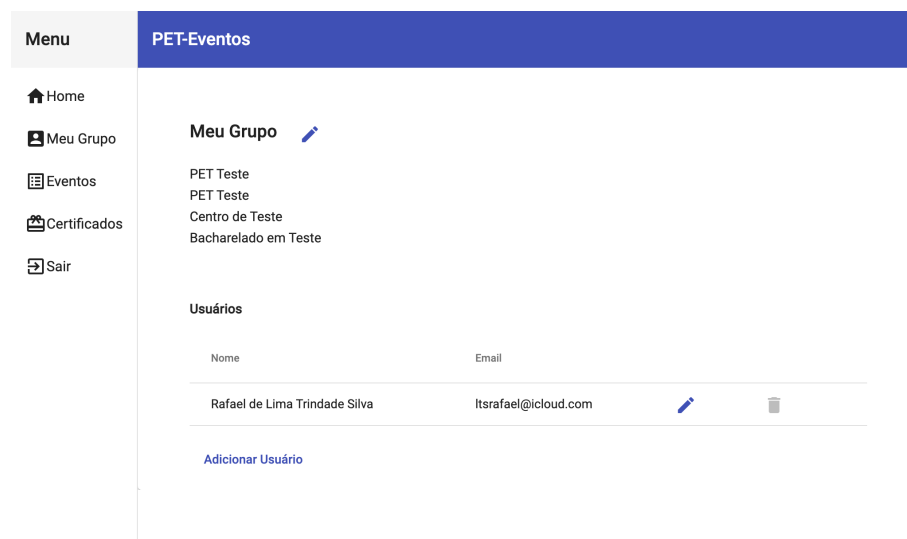 Menu
PET-Eventos
Home
Meu Grupo
Eventos
Certificados
Sair
Meu Grupo
PET Teste
PET Teste
Centro de Teste
Bacharelado em Teste
Usuários
Nome Email
Rafael de Lima Trindade Silva ltsrafael@icloud.com
Adicionar Usuário